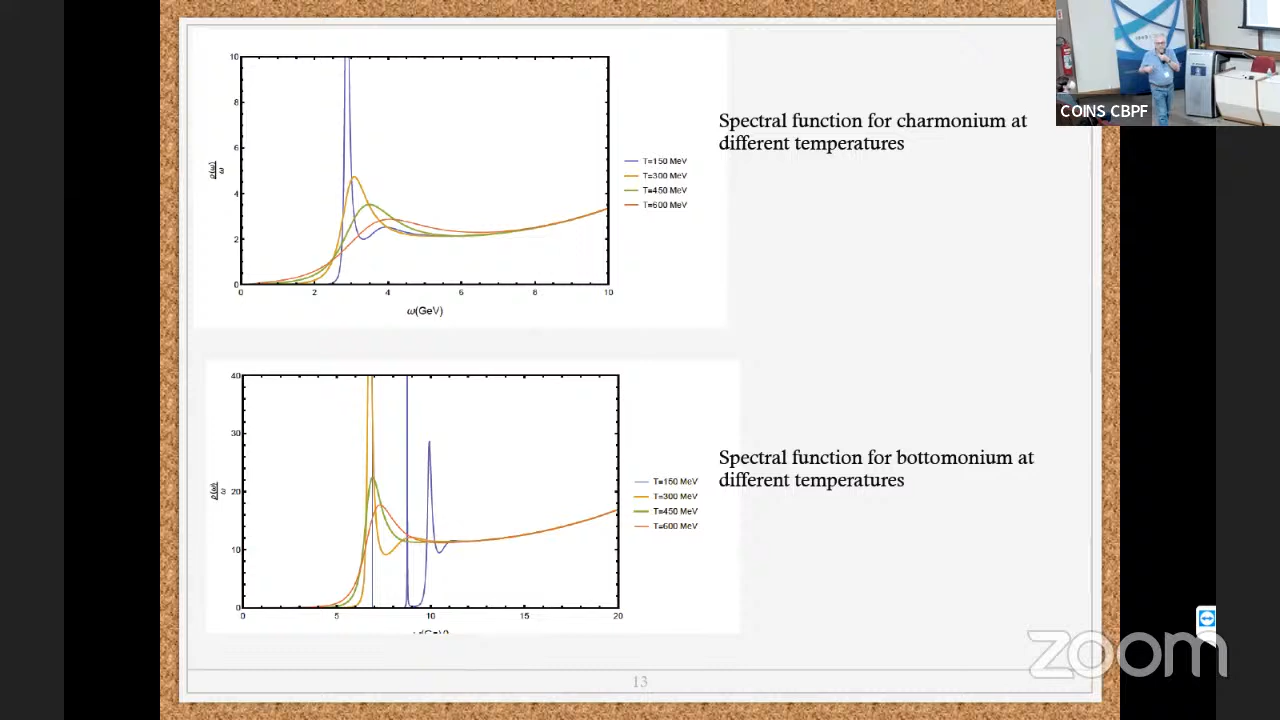 COINS CBPF
Spectral function for charmonium at
different temperatures
10
8
6
4
2
0
0 2 4 6 8 10
ω(GeV)
T=150 MeV
T=300 MeV
T=450 MeV
T=600 MeV
Spectral function for bottomonium at
different temperatures
40
30
20
10
0
0 5 10 15 20
T=150 MeV
T=300 MeV
T=450 MeV
T=600 MeV
zoom
13